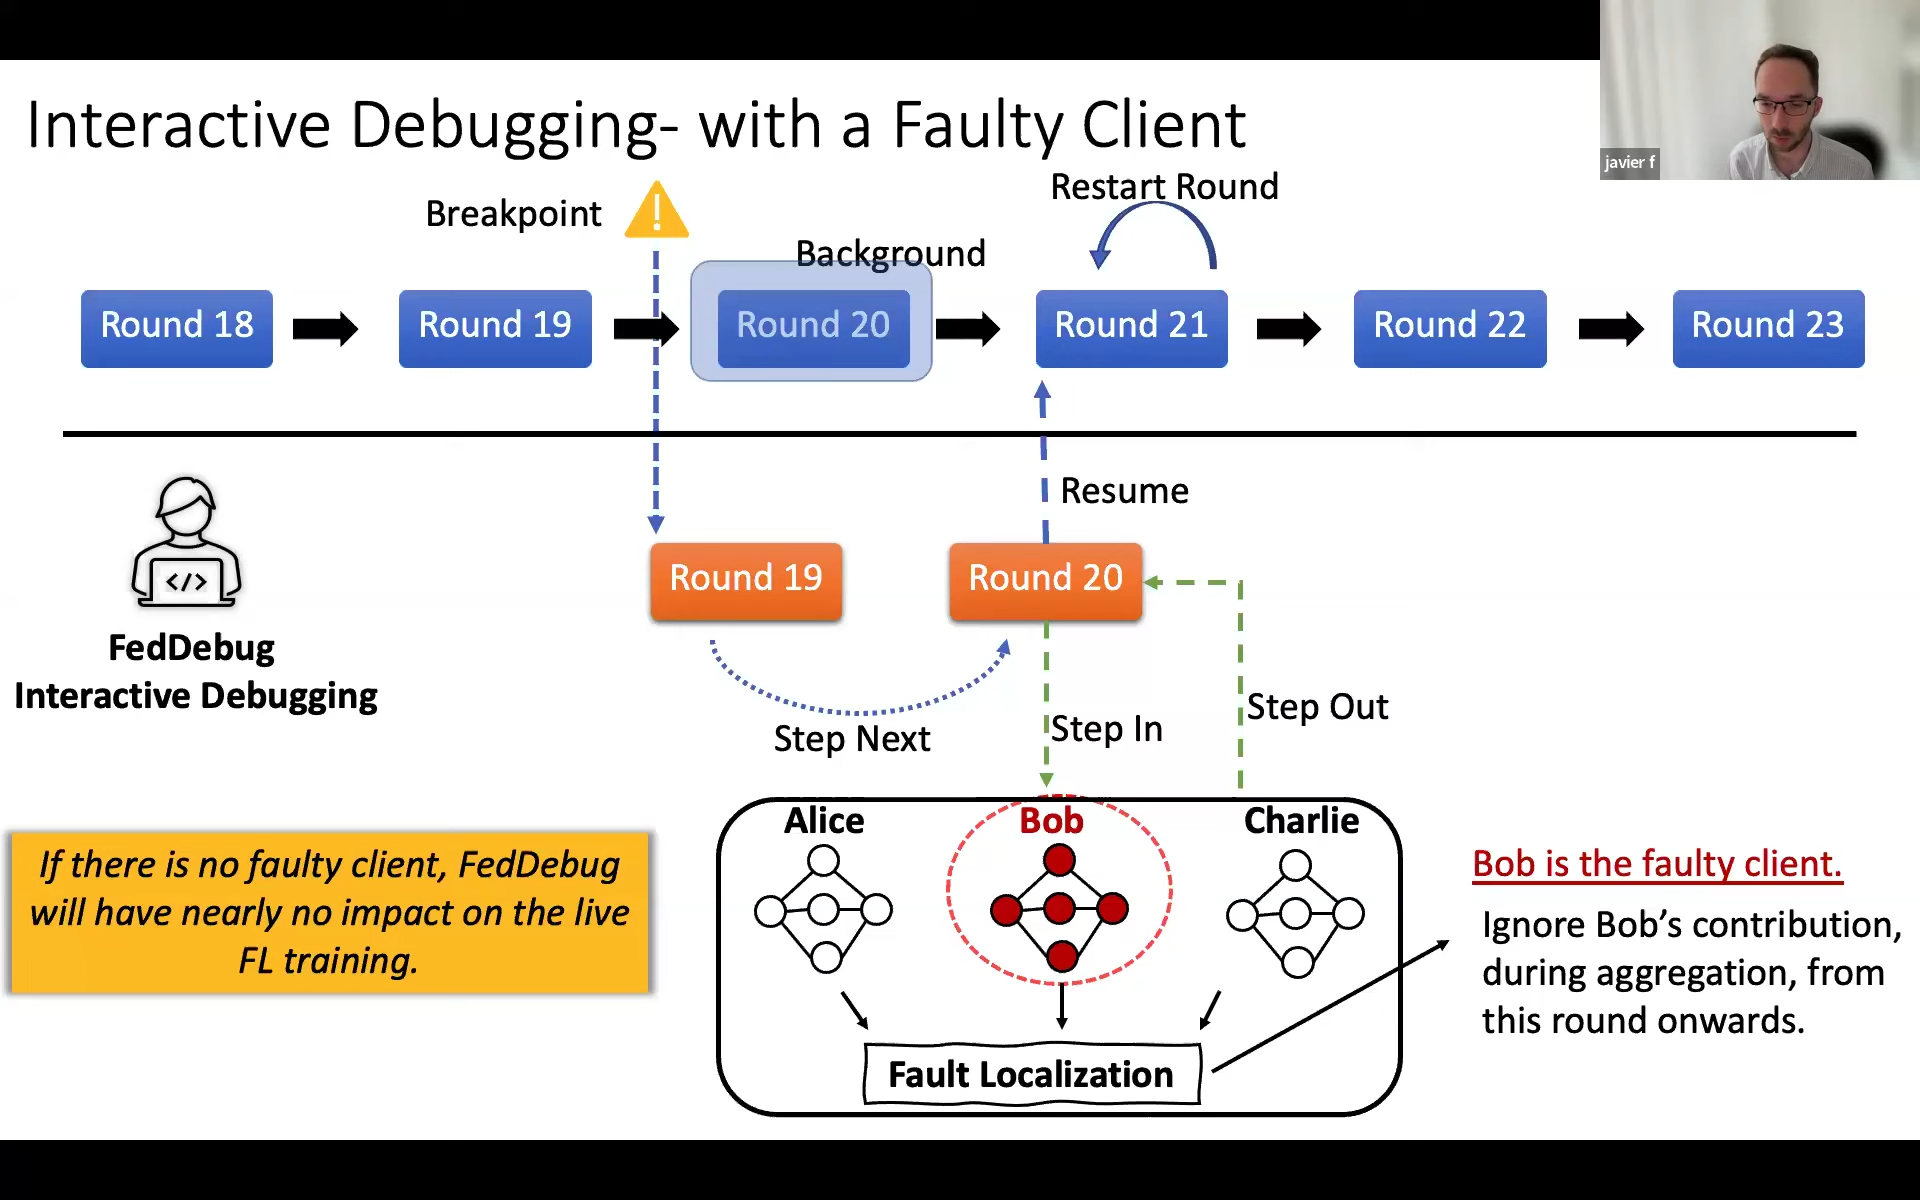 Interactive Debugging- with a Faulty Client
javier f
Restart Round
Breakpoint
Background
Round 18
Round 19
Round 20
Round 21
Round 22
Round 23
Resume
</>
Round 19
Round 20
FedDebug
Interactive Debugging
Step Next
Step In
Step Out
Alice
Bob
Charlie
If there is no faulty client, FedDebug
will have nearly no impact on the live
FL training.
Bob is the faulty client.
Ignore Bob's contribution,
during aggregation, from
this round onwards.
Fault Localization